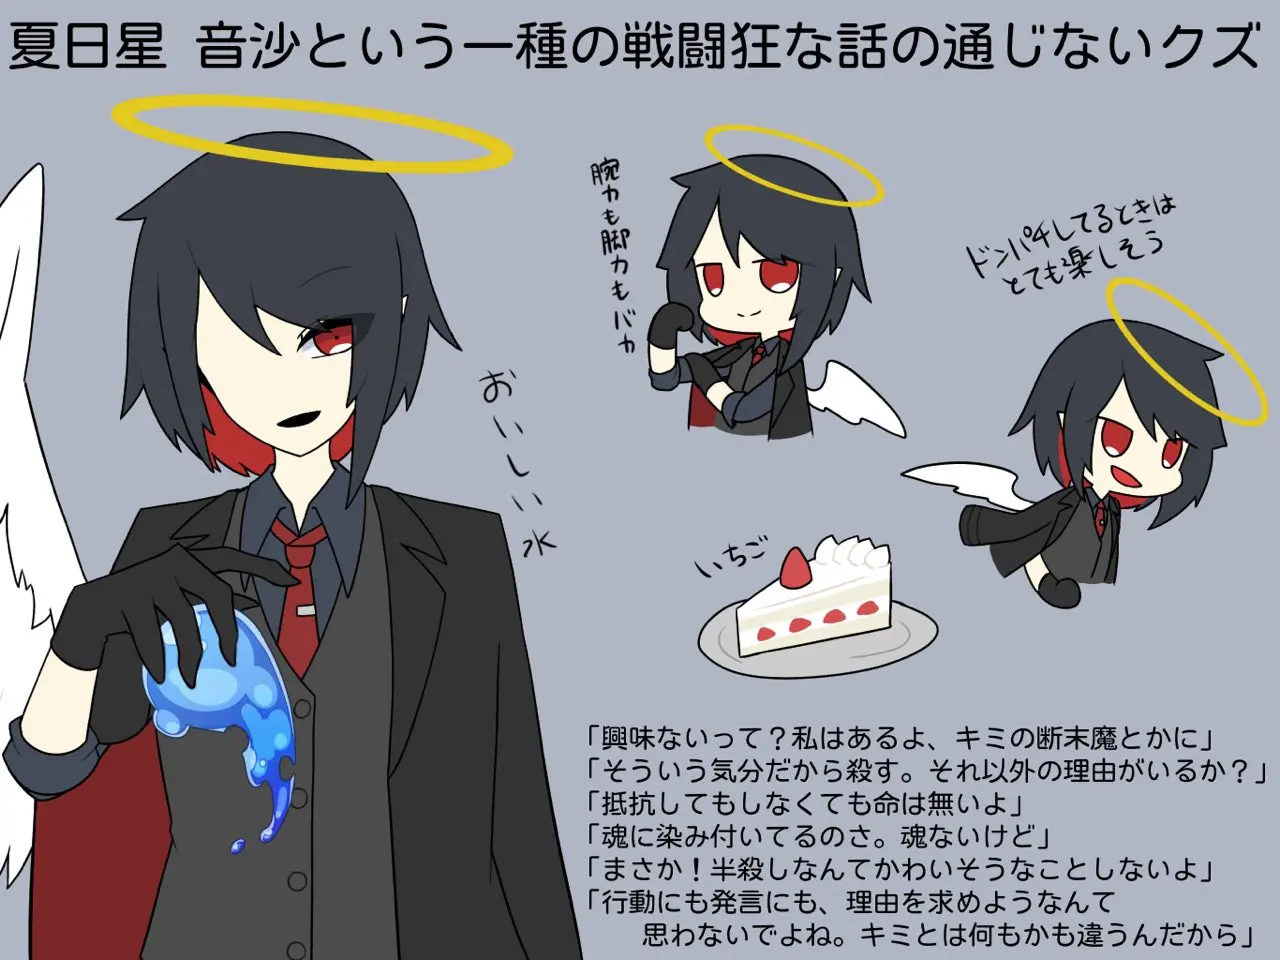 夏日星 音沙という一種の戦闘狂な話の通じないクズ
腕力も脚力もバカ
ドンパチしてるときは
とても楽しそう
おいしい水
いちご
「興味ないって?私はあるよ、キミの断末魔とかに」
「そういう気分だから殺す。それ以外の理由がいるか?」
「抵抗してもしなくても命は無いよ」
「魂に染み付いてるのさ。魂ないけど」
「まさか!半殺しなんてかわいそうなことしないよ」
「行動にも発言にも、理由を求めようなんて
思わないでよね。キミとは何もかも違うんだから」